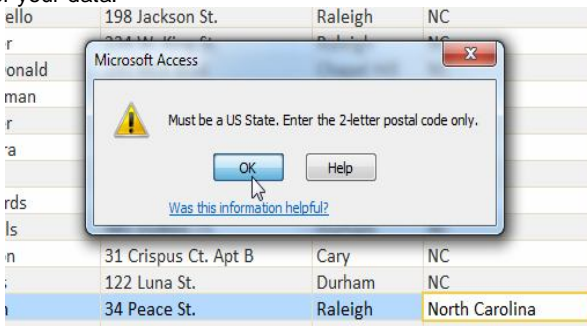 r your data.
ello 198 Jackson St. Raleigh NC
r
onald Microsoft Access
man
Must be a US State. Enter the 2-letter postal code only.
r
ra OK Help
rds Was this information helpful?
ls
n 31 Crispus Ct. Apt B Cary NC
122 Luna St. Durham NC
34 Peace St. Raleigh North Carolina